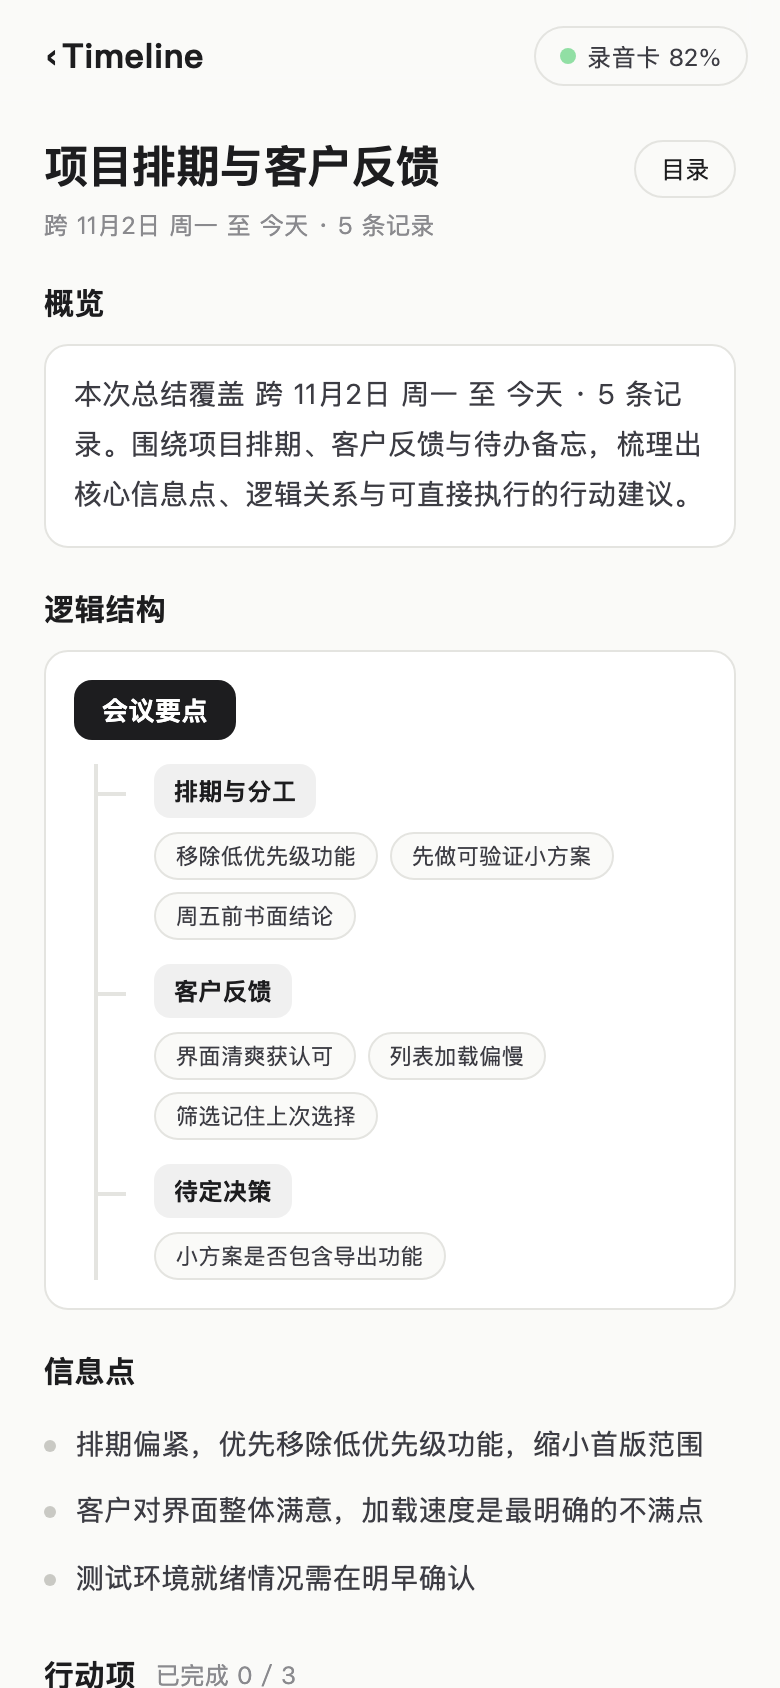 ‹ Timeline
录音卡 82%
项目排期与客户反馈
目录
跨 11月2日 周一 至 今天 · 5 条记录
概览
本次总结覆盖 跨 11月2日 周一 至 今天 · 5 条记
录。围绕项目排期、客户反馈与待办备忘，梳理出
核心信息点、逻辑关系与可直接执行的行动建议。
逻辑结构
会议要点
排期与分工
移除低优先级功能 先做可验证小方案
周五前书面结论
客户反馈
界面清爽获认可 列表加载偏慢
筛选记住上次选择
待定决策
小方案是否包含导出功能
信息点
排期偏紧，优先移除低优先级功能，缩小首版范围
客户对界面整体满意，加载速度是最明确的不满点
测试环境就绪情况需在明早确认
行动项 已完成 0 / 3